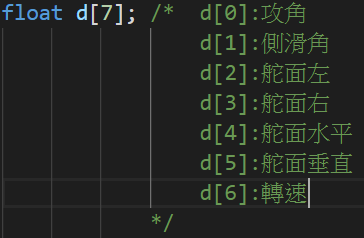 float d[7]; /* d[0]:攻角
d[1]:側滑角
d[2]:舵面左
d[3]:舵面右
d[4]:舵面水平
d[5]:舵面垂直
d[6]:轉速
*/